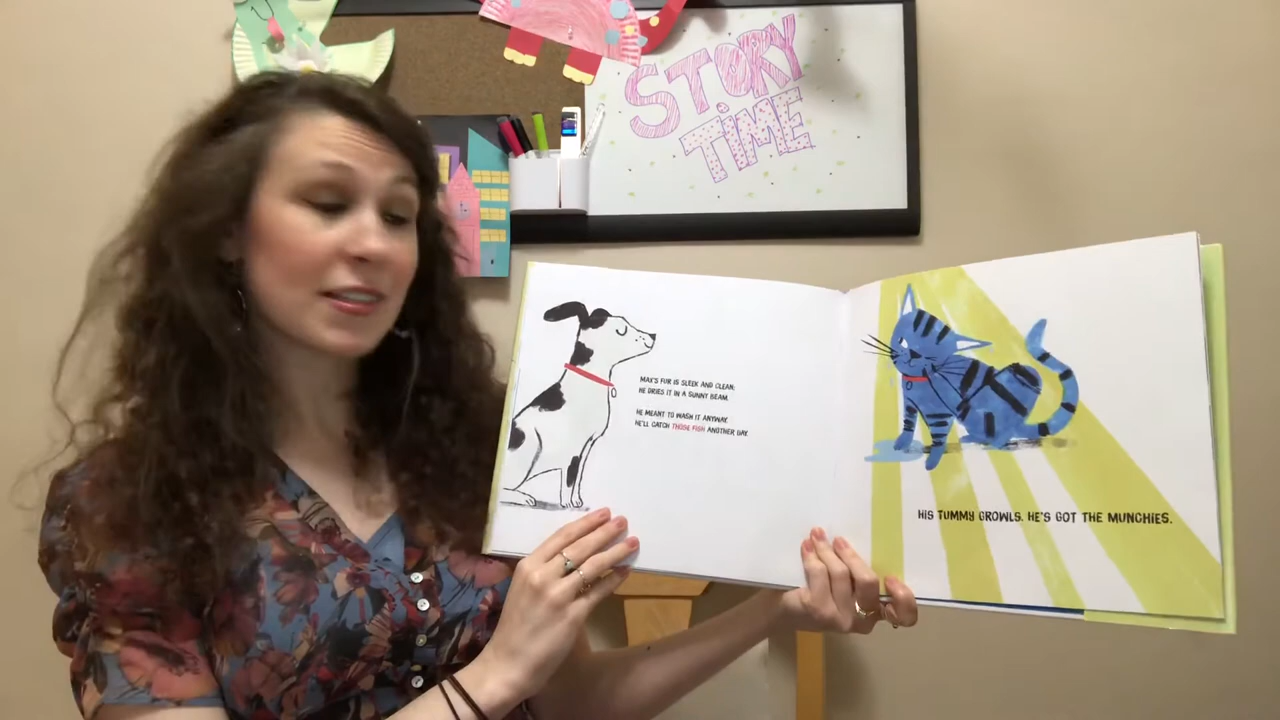 STORY
TIME
MAX'S FUR IS SLEEK AND CLEAN;
HE DRIES IT IN A SUNNY BEAM.
HE MEANT TO WASH IT ANYWAY.
HE'LL CATCH THOSE FISH ANOTHER DAY.
HIS TUMMY GROWLS. HE'S GOT THE MUNCHIES.